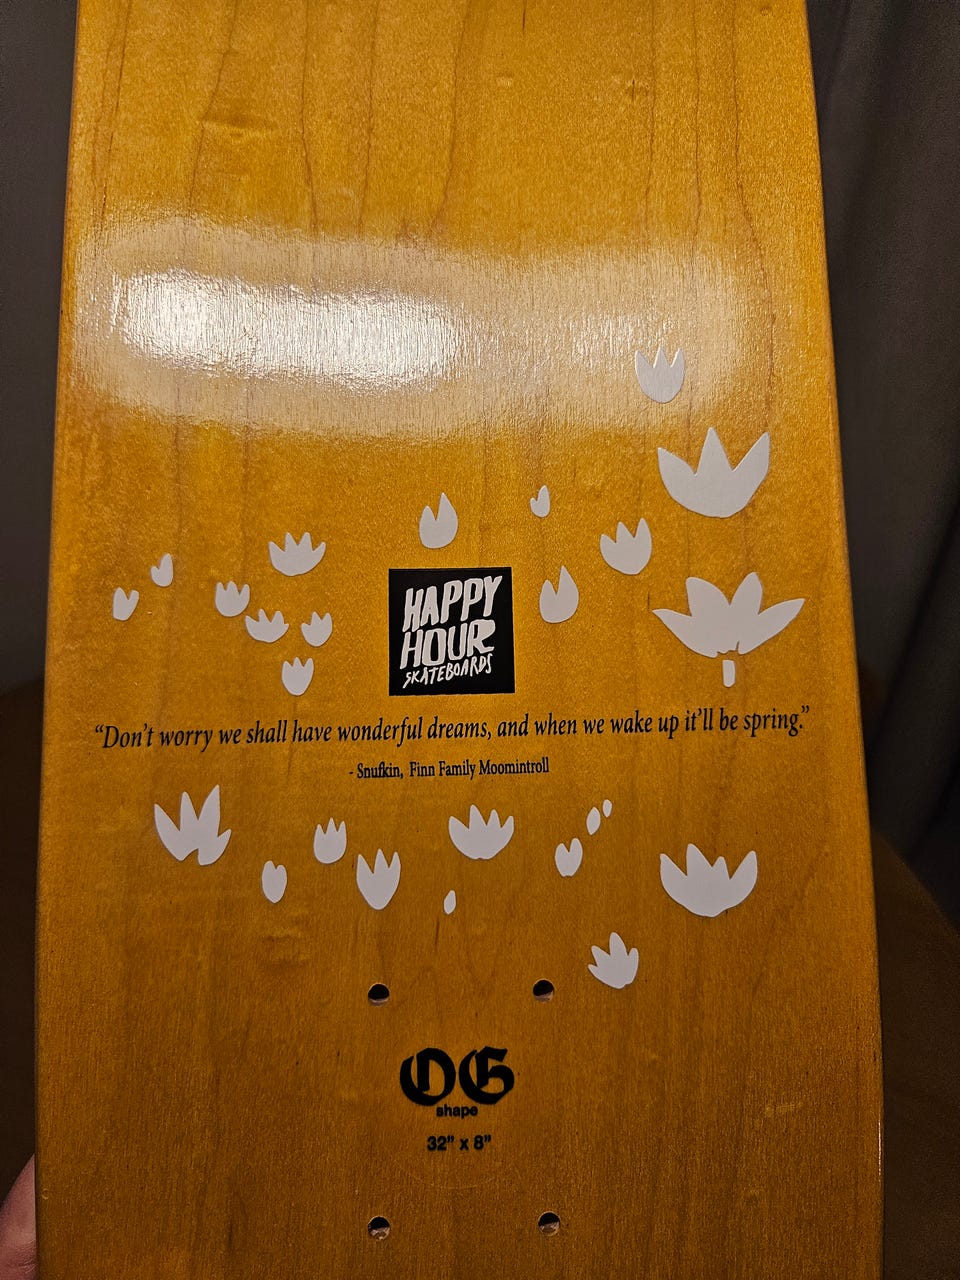 HAPPY
HOUR
SKATEBOARDS
“Don’t worry we shall have wonderful dreams, and when we wake up it’ll be spring.”
- Snufkin, Finn Family Moomintroll
OG
shape
32” x 8”